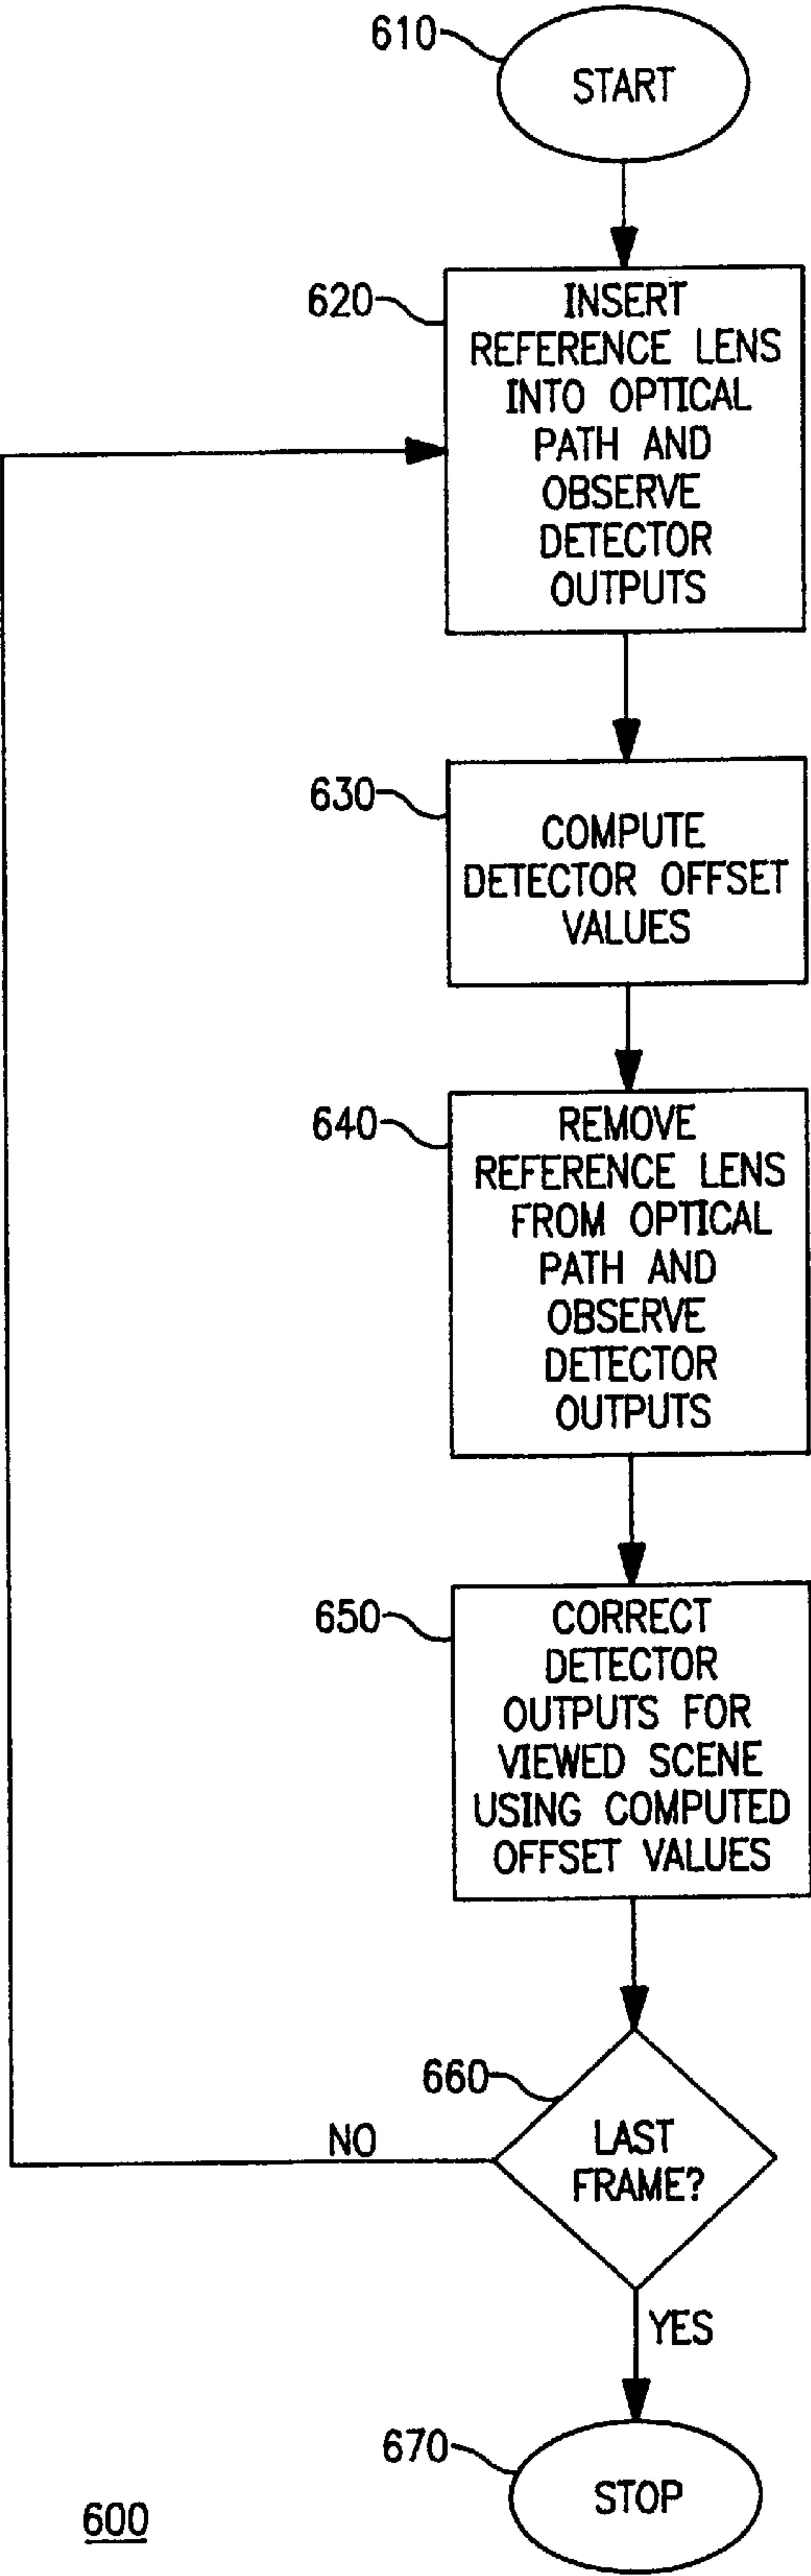 610
START
620
INSERT
REFERENCE LENS
INTO OPTICAL
PATH AND
OBSERVE
DETECTOR
OUTPUTS
630
COMPUTE
DETECTOR OFFSET
VALUES
640
REMOVE
REFERENCE LENS
FROM OPTICAL
PATH AND
OBSERVE
DETECTOR
OUTPUTS
650
CORRECT
DETECTOR
OUTPUTS FOR
VIEWED SCENE
USING COMPUTED
OFFSET VALUES
660
LAST
FRAME?
NO
YES
670
STOP
600